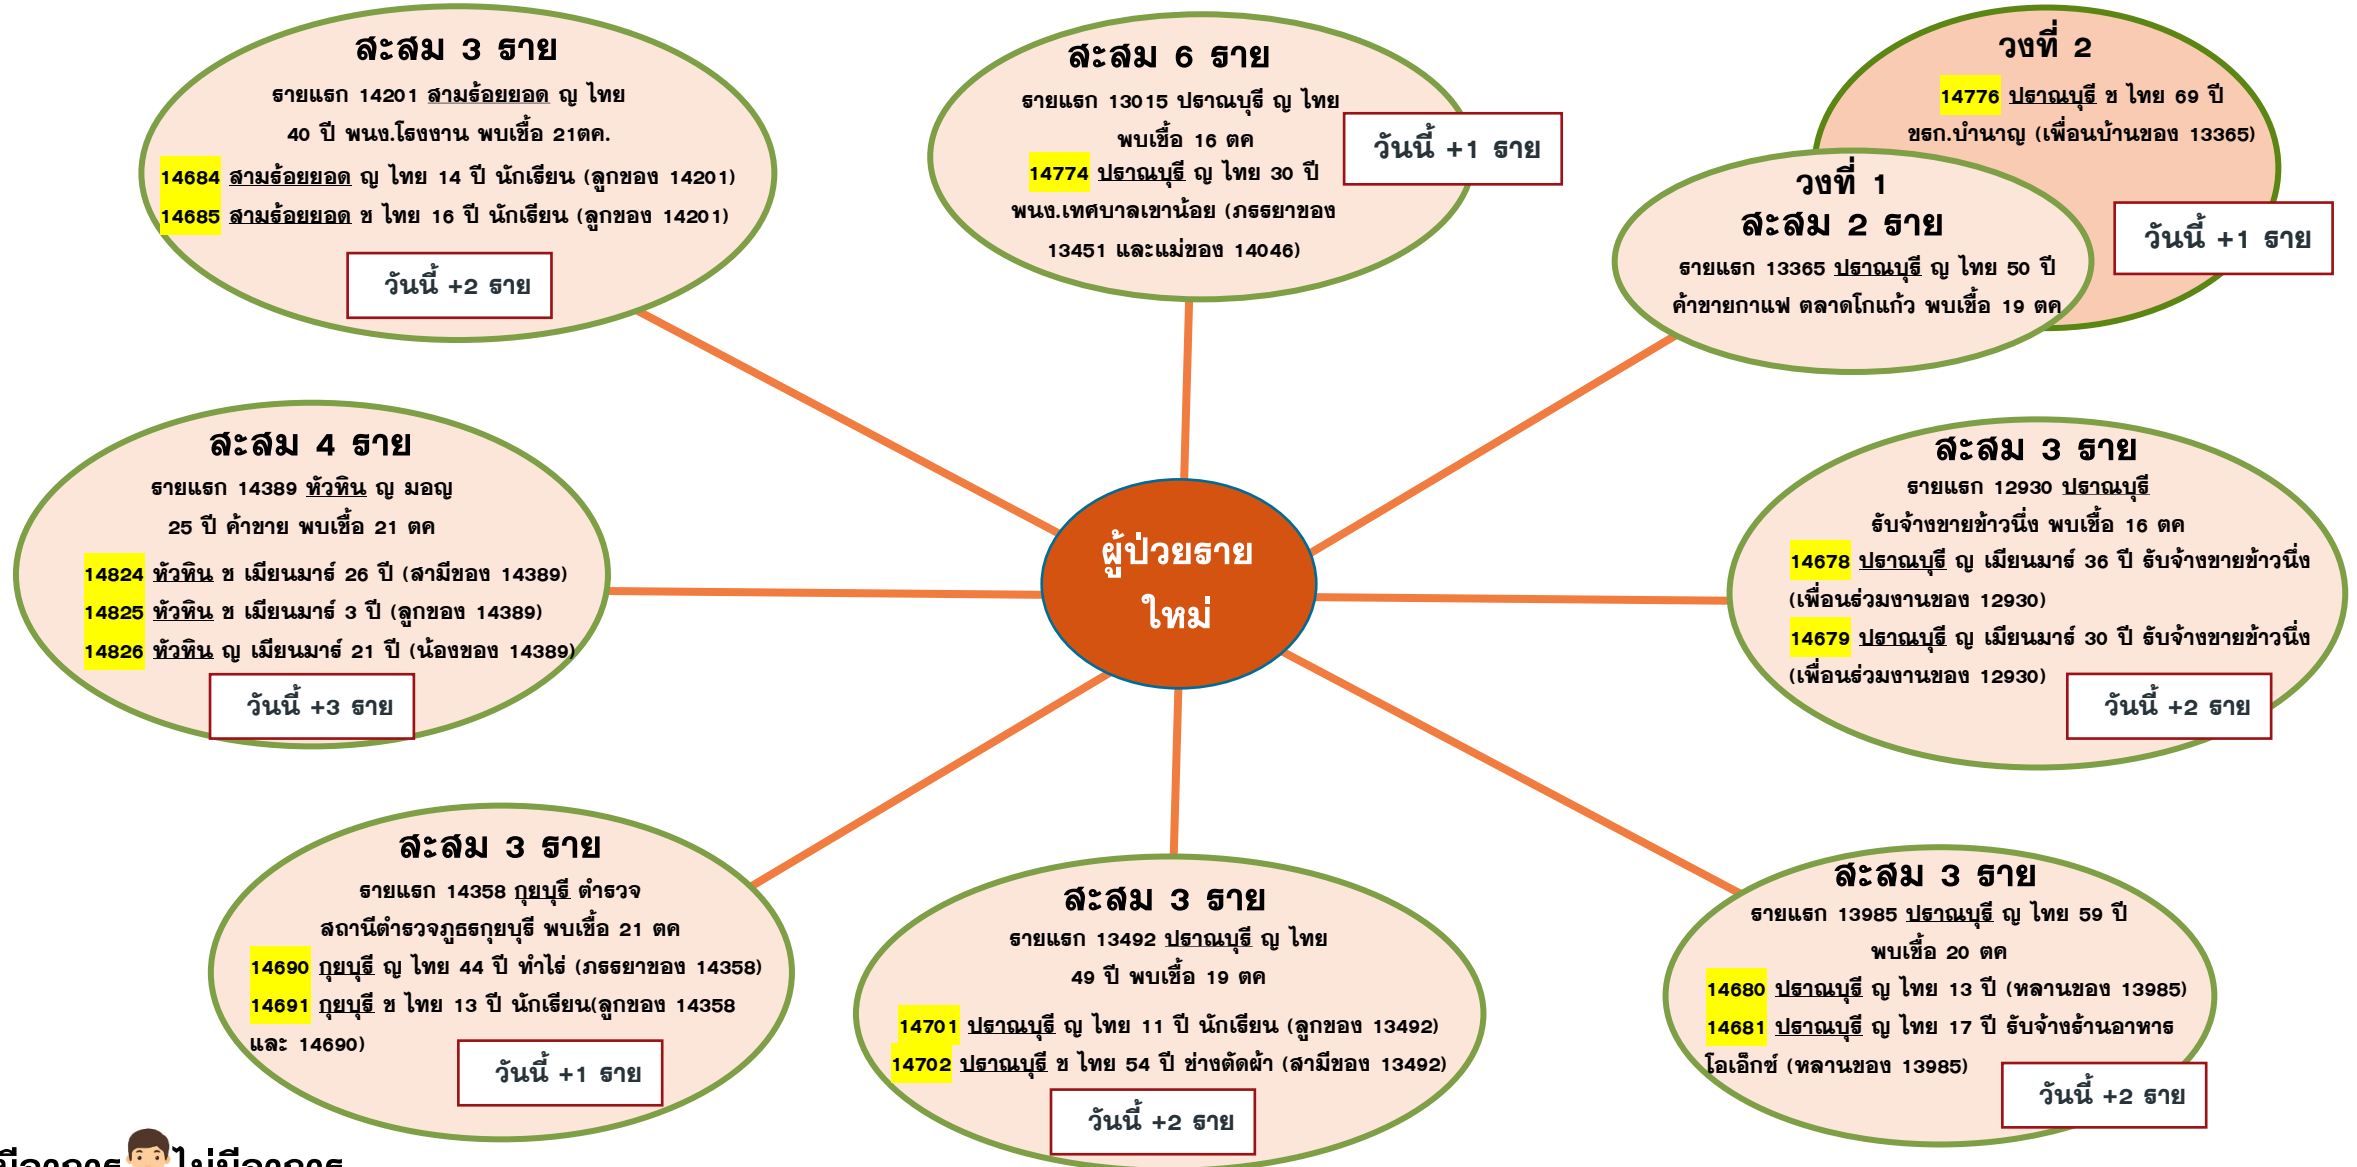 สะสม 3 ราย
รายแรก 14201 สามร้อยยอด ญ ไทย
40 ปี พนง.โรงงาน พบเชื้อ 21ตค.
14684 สามร้อยยอด ญ ไทย 14 ปี นักเรียน (ลูกของ 14201)
14685 สามร้อยยอด ช ไทย 16 ปี นักเรียน (ลูกของ 14201)
วันนี้ +2 ราย
สะสม 6 ราย
รายแรก 13015 ปราณบุรี ญ ไทย
พบเชื้อ 16 ตค
14774 ปราณบุรี ญ ไทย 30 ปี
พนง.เทศบาลเขาน้อย (ภรรยาของ
13451 และแม่ของ 14046)
วันนี้ +1 ราย
วงที่ 2
14776 ปราณบุรี ช ไทย 69 ปี
ขรก.บำนาญ (เพื่อนบ้านของ 13365)
วันนี้ +1 ราย
วงที่ 1
สะสม 2 ราย
รายแรก 13365 ปราณบุรี ญ ไทย 50 ปี
ค้าขายกาแฟ ตลาดโกแก้ว พบเชื้อ 19 ตค
สะสม 4 ราย
รายแรก 14389 หัวหิน ญ มอญ
25 ปี ค้าขาย พบเชื้อ 21 ตค
14824 หัวหิน ช เมียนมาร์ 26 ปี (สามีของ 14389)
14825 หัวหิน ช เมียนมาร์ 3 ปี (ลูกของ 14389)
14826 หัวหิน ญ เมียนมาร์ 21 ปี (น้องของ 14389)
วันนี้ +3 ราย
ผู้ป่วยราย
ใหม่
สะสม 3 ราย
รายแรก 12930 ปราณบุรี
รับจ้างขายข้าวนึ่ง พบเชื้อ 16 ตค
14678 ปราณบุรี ญ เมียนมาร์ 36 ปี รับจ้างขายข้าวนึ่ง
(เพื่อนร่วมงานของ 12930)
14679 ปราณบุรี ญ เมียนมาร์ 30 ปี รับจ้างขายข้าวนึ่ง
(เพื่อนร่วมงานของ 12930)
วันนี้ +2 ราย
สะสม 3 ราย
รายแรก 14358 กุยบุรี ตำรวจ
สถานีตำรวจภูธรกุยบุรี พบเชื้อ 21 ตค
14690 กุยบุรี ญ ไทย 44 ปี ทำไร่ (ภรรยาของ 14358)
14691 กุยบุรี ช ไทย 13 ปี นักเรียน(ลูกของ 14358
และ 14690)
วันนี้ +1 ราย
สะสม 3 ราย
รายแรก 13492 ปราณบุรี ญ ไทย
49 ปี พบเชื้อ 19 ตค
14701 ปราณบุรี ญ ไทย 11 ปี นักเรียน (ลูกของ 13492)
14702 ปราณบุรี ช ไทย 54 ปี ช่างตัดผ้า (สามีของ 13492)
วันนี้ +2 ราย
สะสม 3 ราย
รายแรก 13985 ปราณบุรี ญ ไทย 59 ปี
พบเชื้อ 20 ตค
14680 ปราณบุรี ญ ไทย 13 ปี (หลานของ 13985)
14681 ปราณบุรี ญ ไทย 17 ปี รับจ้างร้านอาหาร
โอเอ็กซ์ (หลานของ 13985)
วันนี้ +2 ราย
มีอาการ ไม่มีอาการ